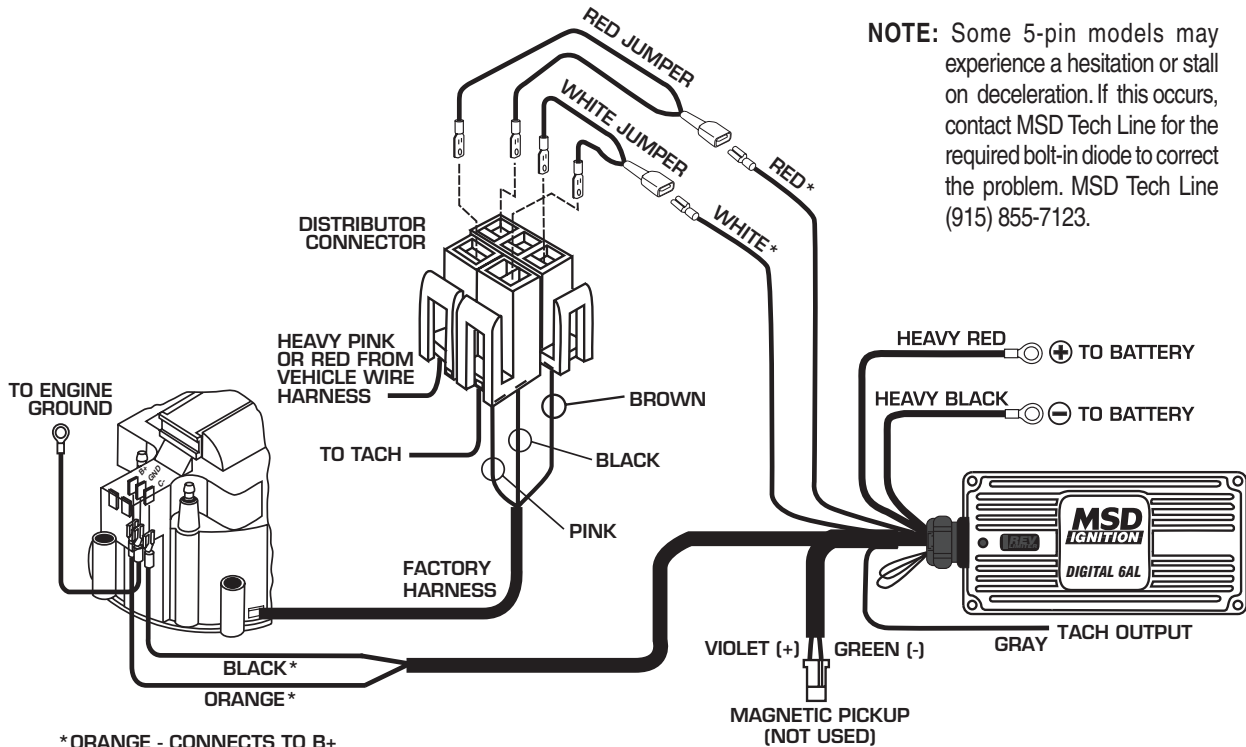 RED JUMPER
WHITE JUMPER
NOTE: Some 5-pin models may
experience a hesitation or stall
on deceleration. If this occurs,
contact MSD Tech Line for the
required bolt-in diode to correct
the problem. MSD Tech Line
(915) 855-7123.
RED*
WHITE*
DISTRIBUTOR
CONNECTOR
HEAVY PINK
OR RED FROM
VEHICLE WIRE
HARNESS
TO TACH
BROWN
BLACK
PINK
HEAVY RED
+ TO BATTERY
HEAVY BLACK
- TO BATTERY
TO ENGINE
GROUND
B+
GND
C-
FACTORY
HARNESS
MSD
IGNITION
REV
DIGITAL 6AL
VIOLET (+)
GREEN (-)
GRAY
TACH OUTPUT
BLACK*
ORANGE*
MAGNETIC PICKUP
(NOT USED)
*ORANGE - CONNECTS TO B+